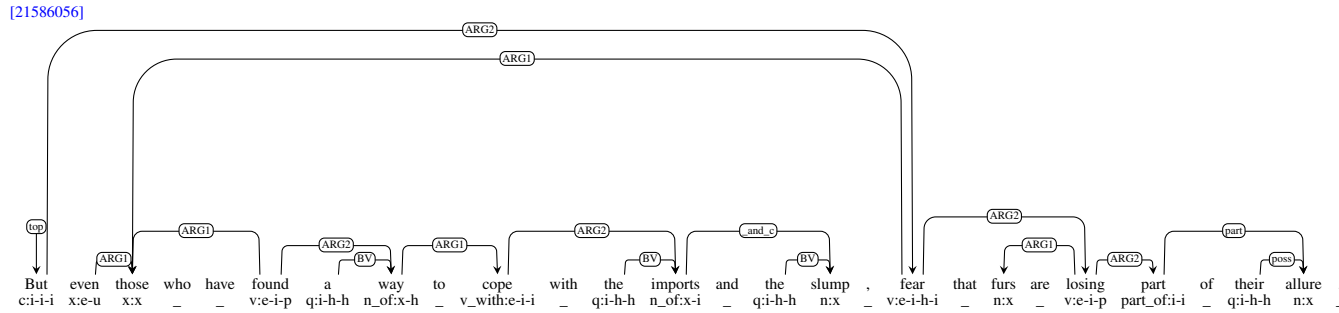 [21586056]
ARG2
ARG1
top ARG1 ARG2 ARG2 _and_c ARG2 part
ARG1 BV ARG1 BV BV ARG1 ARG2 poss
But even those who have found a way to cope with the imports and the slump , fear that furs are losing part of their allure
c:i-i-i x:e-u x:x _ _ v:e-i-p q:i-h-h n_of:x-h _ v_with:e-i-i _ q:i-h-h n_of:x-i _ q:i-h-h n:x _ v:e-i-h-i _ n:x _ v:e-i-p part_of:i-i _ q:i-h-h n:x _